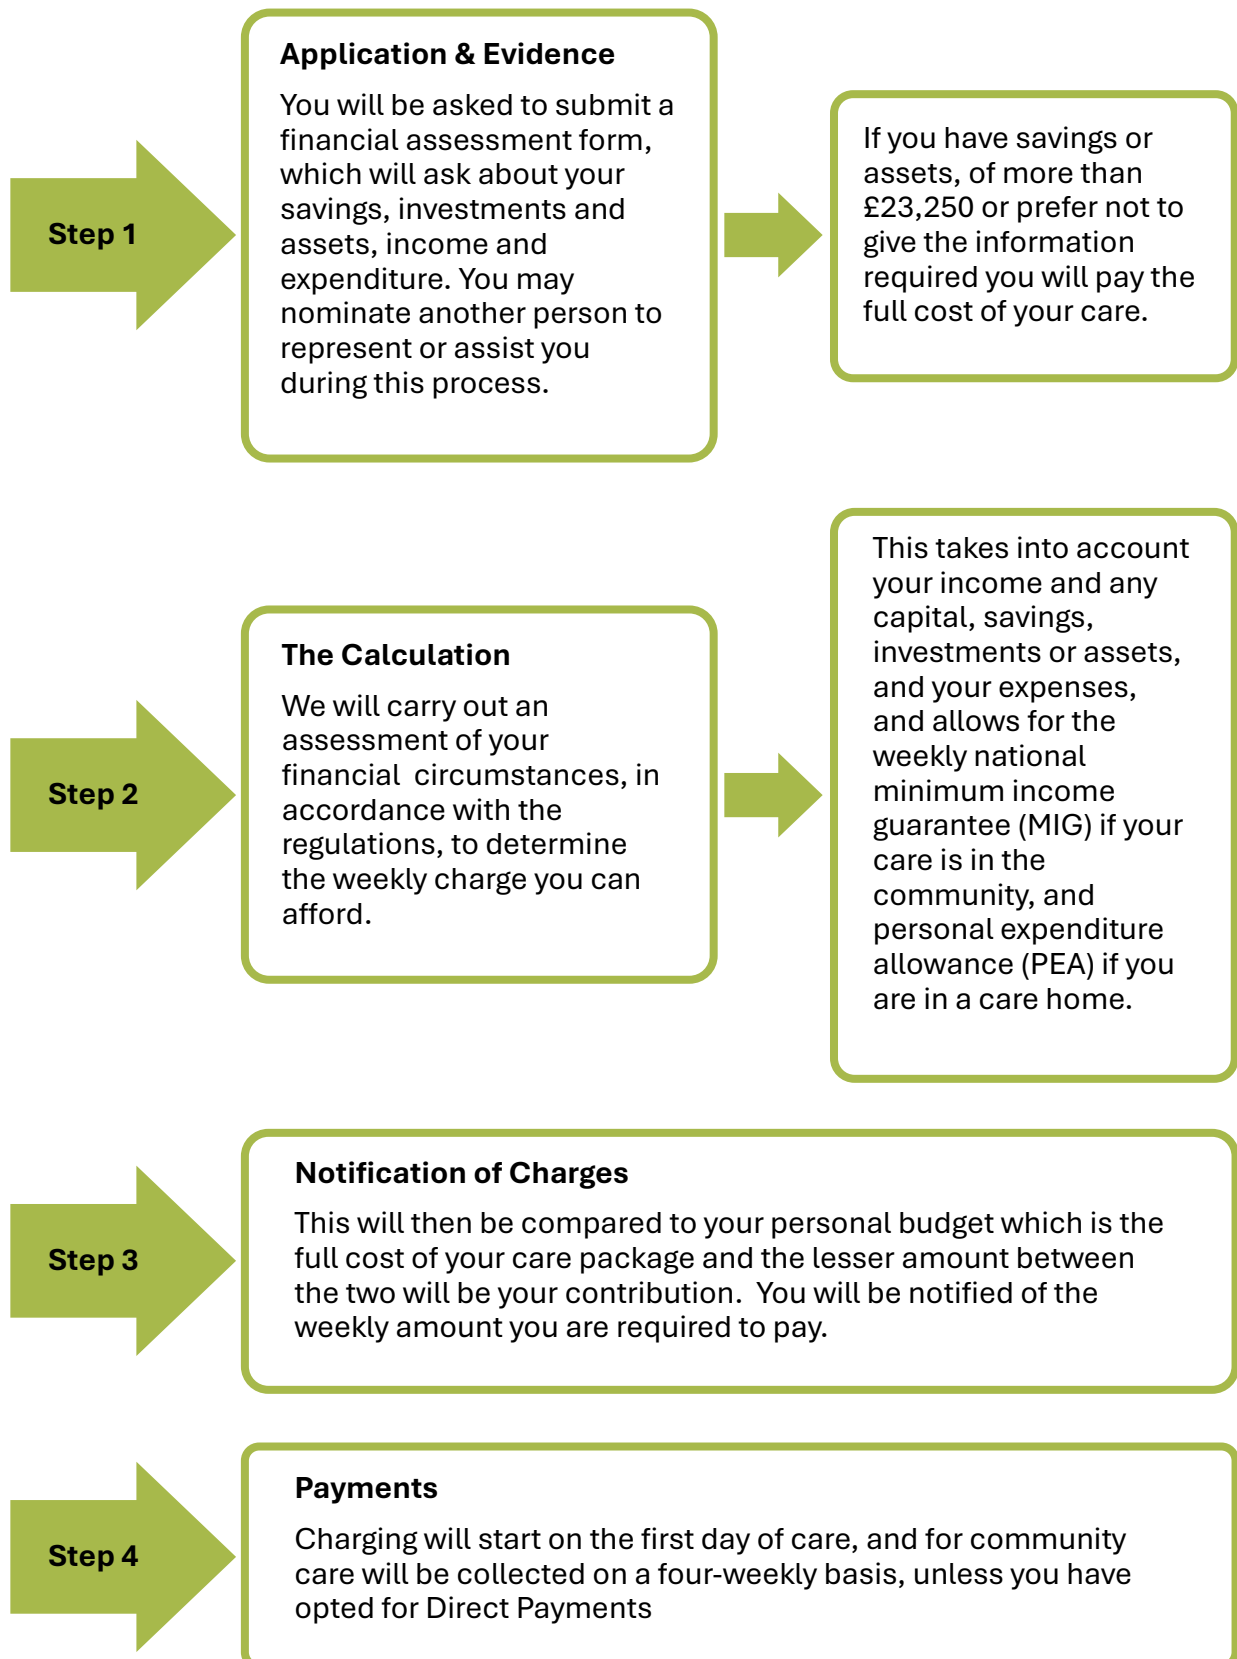 Step 1
Application & Evidence
You will be asked to submit a
financial assessment form,
which will ask about your
savings, investments and
assets, income and
expenditure. You may
nominate another person to
represent or assist you
during this process.
If you have savings or
assets, of more than
£23,250 or prefer not to
give the information
required you will pay the
full cost of your care.
Step 2
The Calculation
We will carry out an
assessment of your
financial  circumstances, in
accordance with the
regulations, to determine
the weekly charge you can
afford.
This takes into account
your income and any
capital, savings,
investments or assets,
and your expenses,
and allows for the
weekly national
minimum income
guarantee (MIG) if your
care is in the
community, and
personal expenditure
allowance (PEA) if you
are in a care home.
Step 3
Notification of Charges
This will then be compared to your personal budget which is the
full cost of your care package and the lesser amount between
the two will be your contribution.  You will be notified of the
weekly amount you are required to pay.
Step 4
Payments
Charging will start on the first day of care, and for community
care will be collected on a four-weekly basis, unless you have
opted for Direct Payments